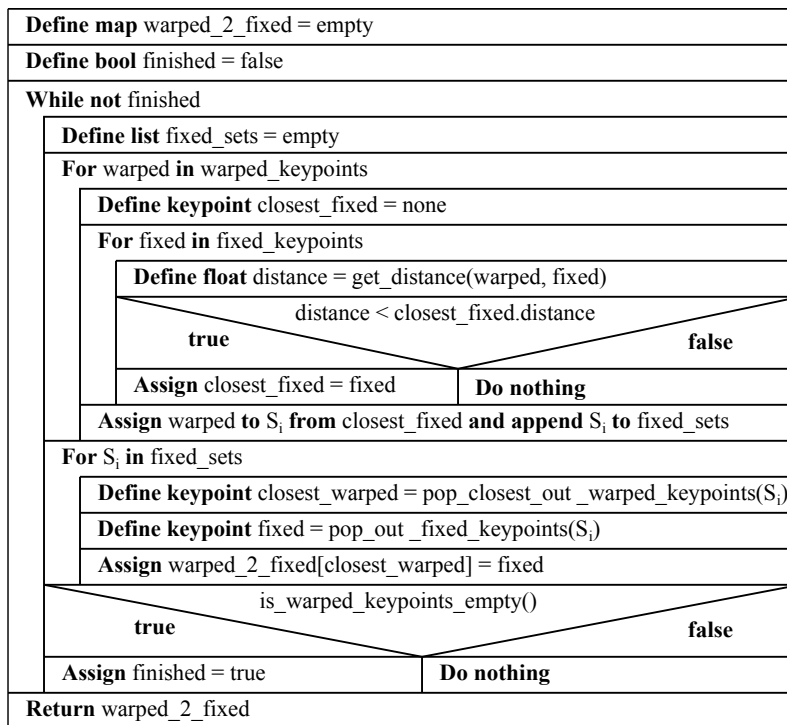 Define map warped_2_fixed = empty
Define bool finished = false
While not finished
Define list fixed_sets = empty
For warped in warped_keypoints
Define keypoint closest_fixed = none
For fixed in fixed_keypoints
Define float distance = get_distance(warped, fixed)
distance < closest_fixed.distance
true
false
Assign closest_fixed = fixed
Do nothing
Assign warped to Si from closest_fixed and append Si to fixed_sets
For Si in fixed_sets
Define keypoint closest_warped = pop_closest_out _warped_keypoints(Si)
Define keypoint fixed = pop_out _fixed_keypoints(Si)
Assign warped_2_fixed[closest_warped] = fixed
is_warped_keypoints_empty()
true
false
Assign finished = true
Do nothing
Return warped_2_fixed